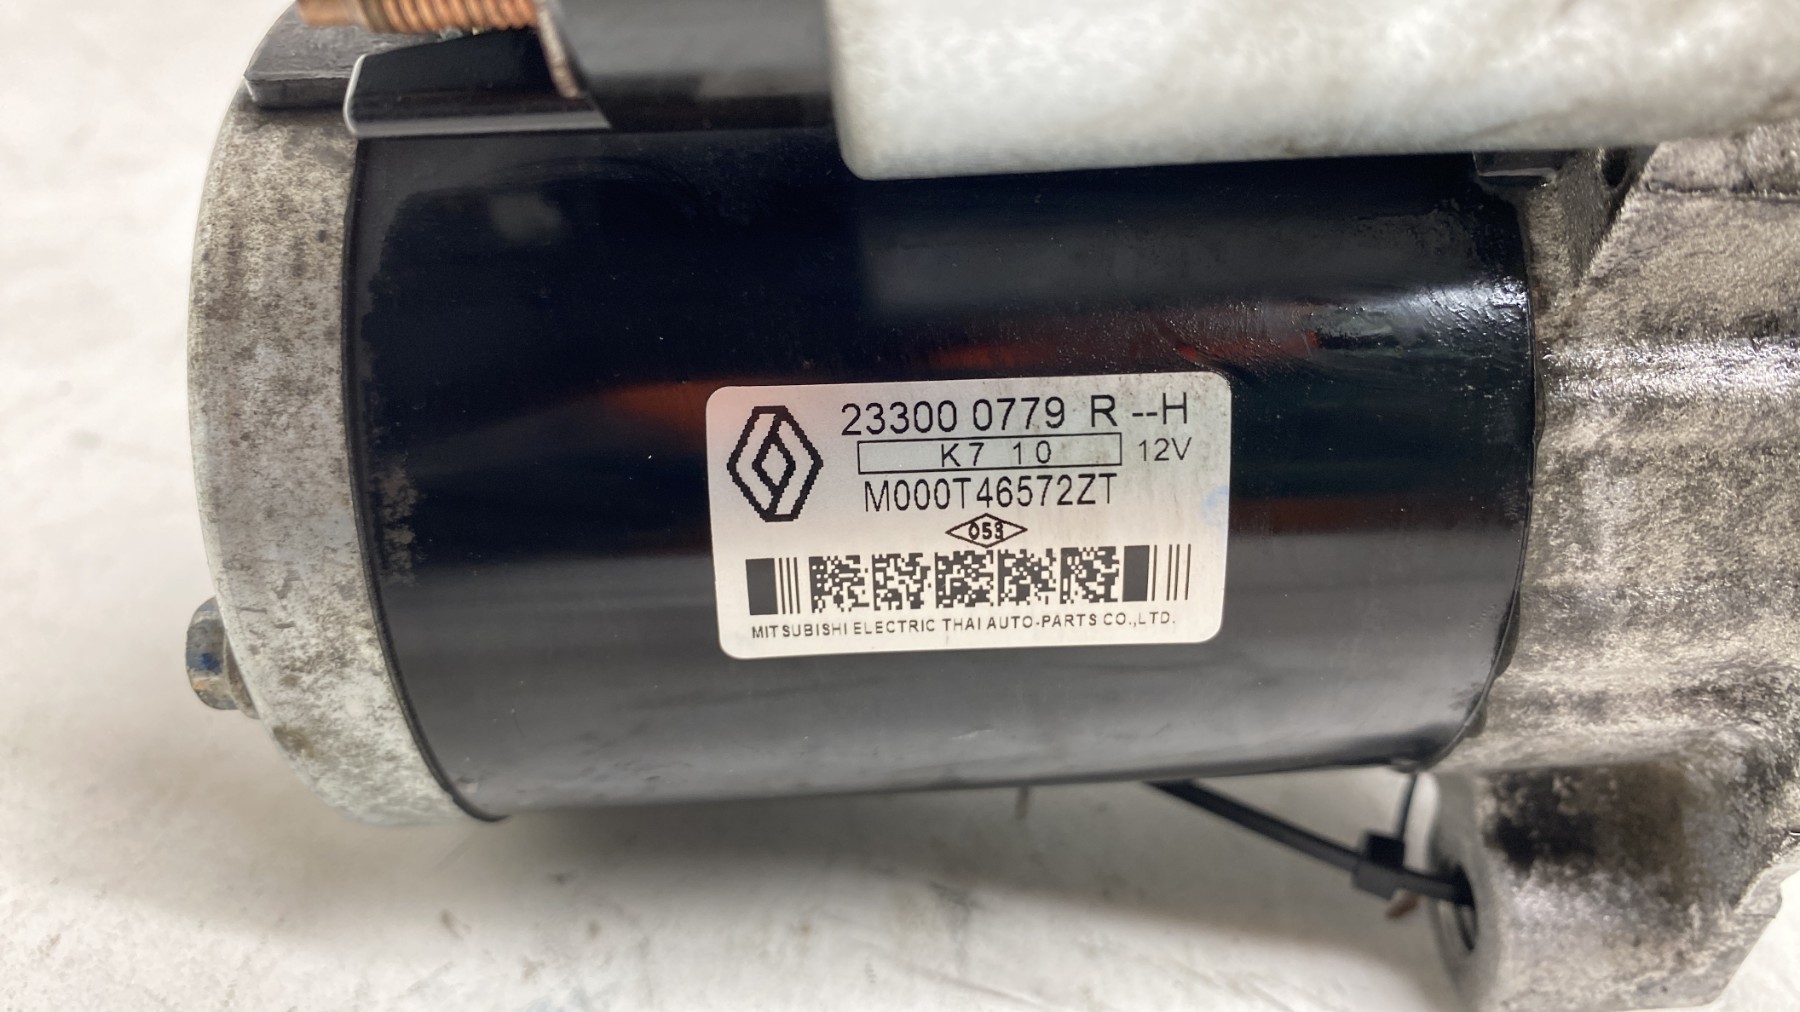 23300 0779 R --H
K7 10 12V
M000T46572ZT
053
MITSUBISHI ELECTRIC THAI AUTO-PARTS CO.,LTD.